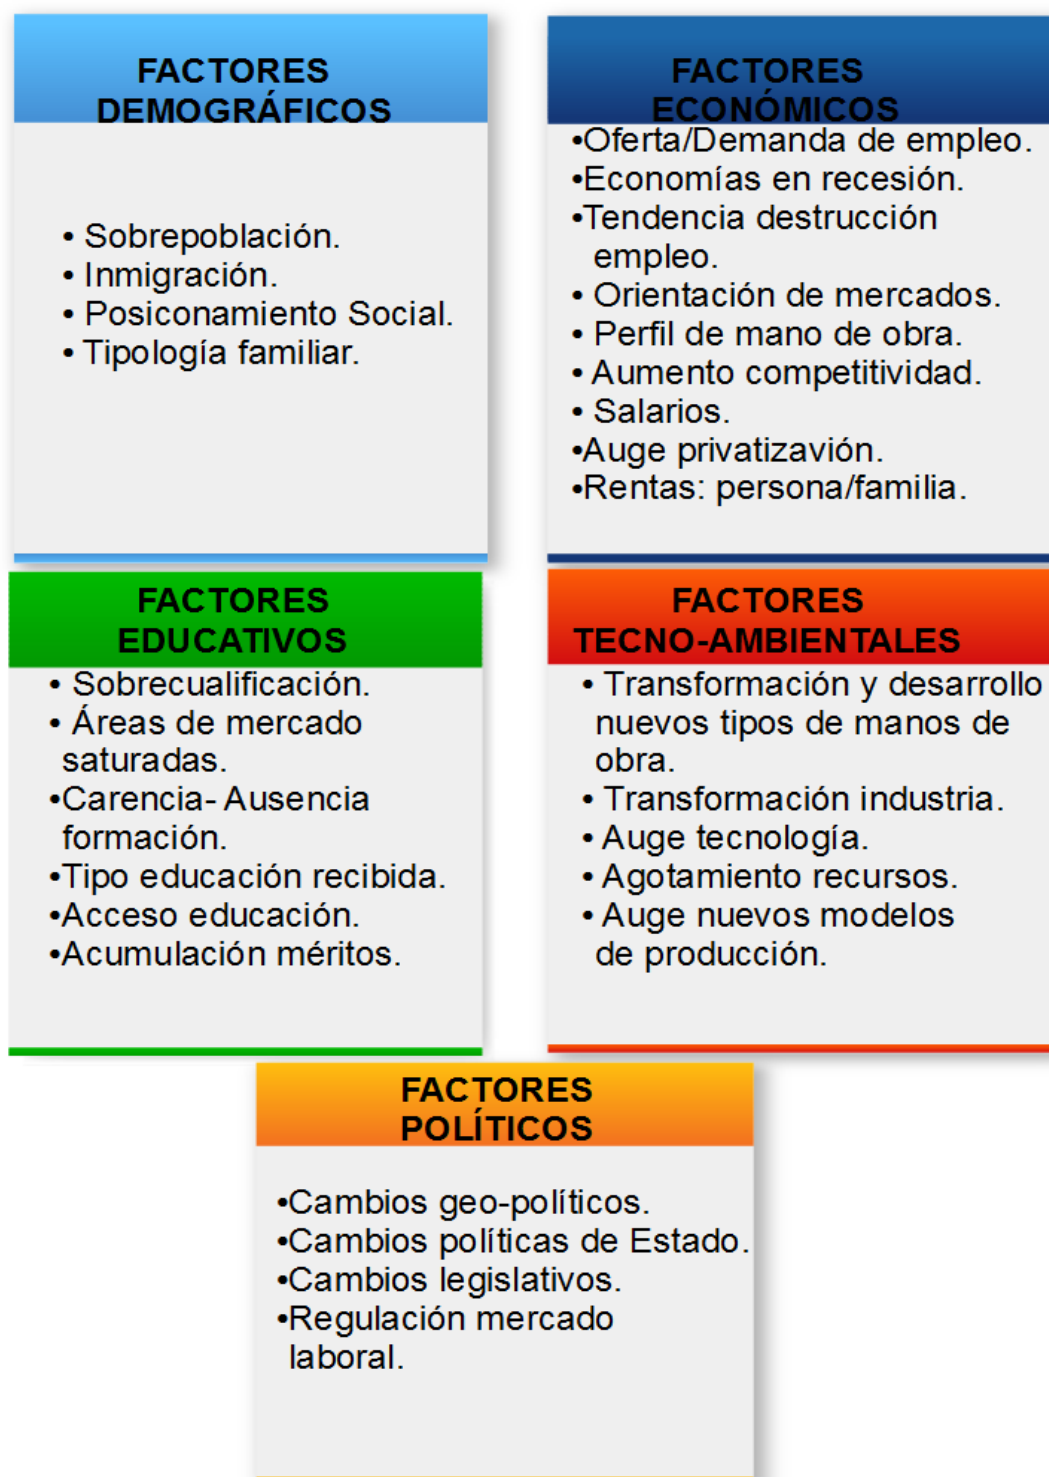 FACTORES
DEMOGRÁFICOS
• Sobrepoblación.
• Inmigración.
• Posiconamiento Social.
• Tipología familiar.
FACTORES
ECONÓMICOS
•Oferta/Demanda de empleo.
•Economías en recesión.
•Tendencia destrucción
empleo.
• Orientación de mercados.
• Perfil de mano de obra.
• Aumento competitividad.
• Salarios.
•Auge privatizavión.
•Rentas: persona/familia.
FACTORES
EDUCATIVOS
• Sobrecualificación.
• Áreas de mercado
saturadas.
•Carencia- Ausencia
formación.
•Tipo educación recibida.
•Acceso educación.
•Acumulación méritos.
FACTORES
TECNO-AMBIENTALES
• Transformación y desarrollo
nuevos tipos de manos de
obra.
• Transformación industria.
• Auge tecnología.
• Agotamiento recursos.
• Auge nuevos modelos
de producción.
FACTORES
POLÍTICOS
•Cambios geo-políticos.
•Cambios políticas de Estado.
•Cambios legislativos.
•Regulación mercado
laboral.